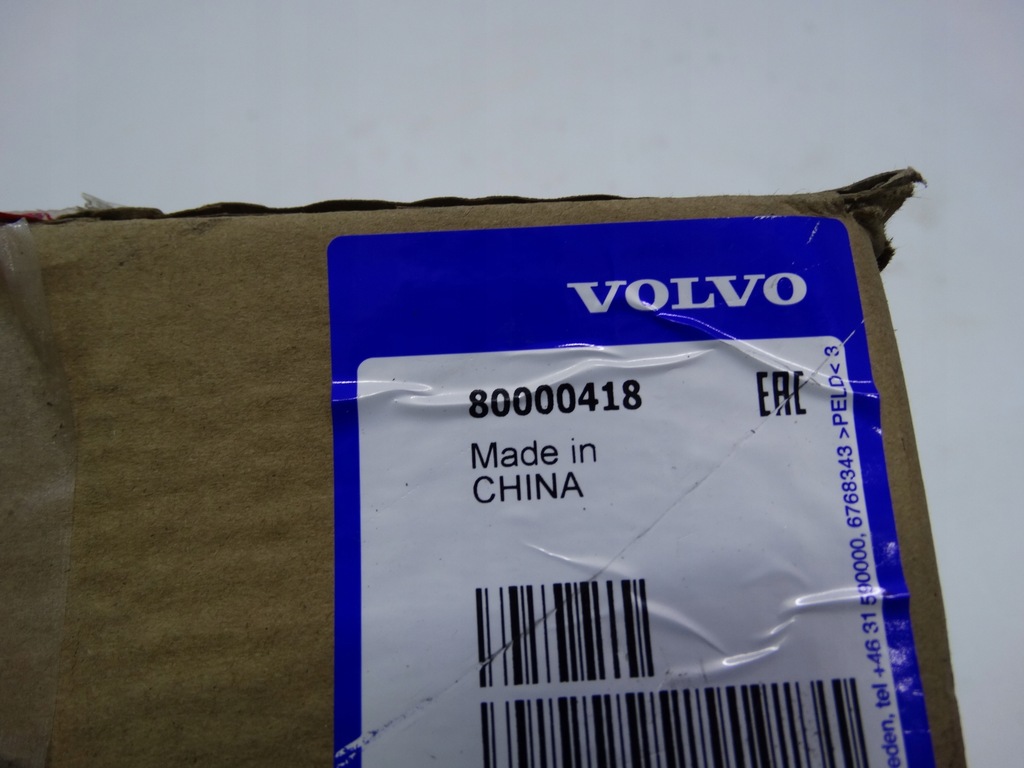 VOLVO
80000418
EAC
Made in
CHINA
eden, tel +46 31 590000, 6768343 >PELD< 3